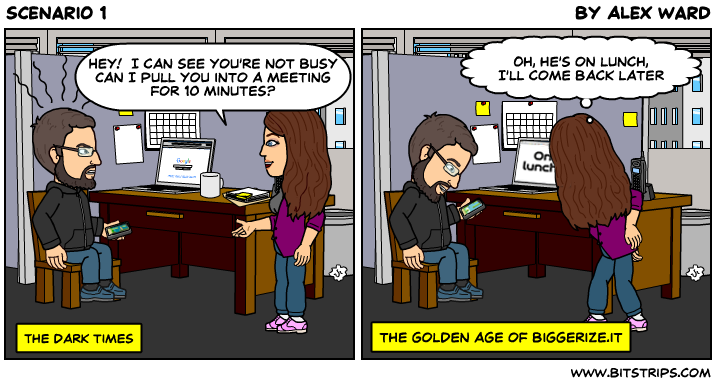 SCENARIO 1
BY ALEX WARD
HEY! I CAN SEE YOU'RE NOT BUSY
CAN I PULL YOU INTO A MEETING
FOR 10 MINUTES?
Google
THE DARK TIMES
OH, HE'S ON LUNCH,
I'LL COME BACK LATER
On
lunch
THE GOLDEN AGE OF BIGGERIZE.IT
WWW.BITSTRIPS.COM